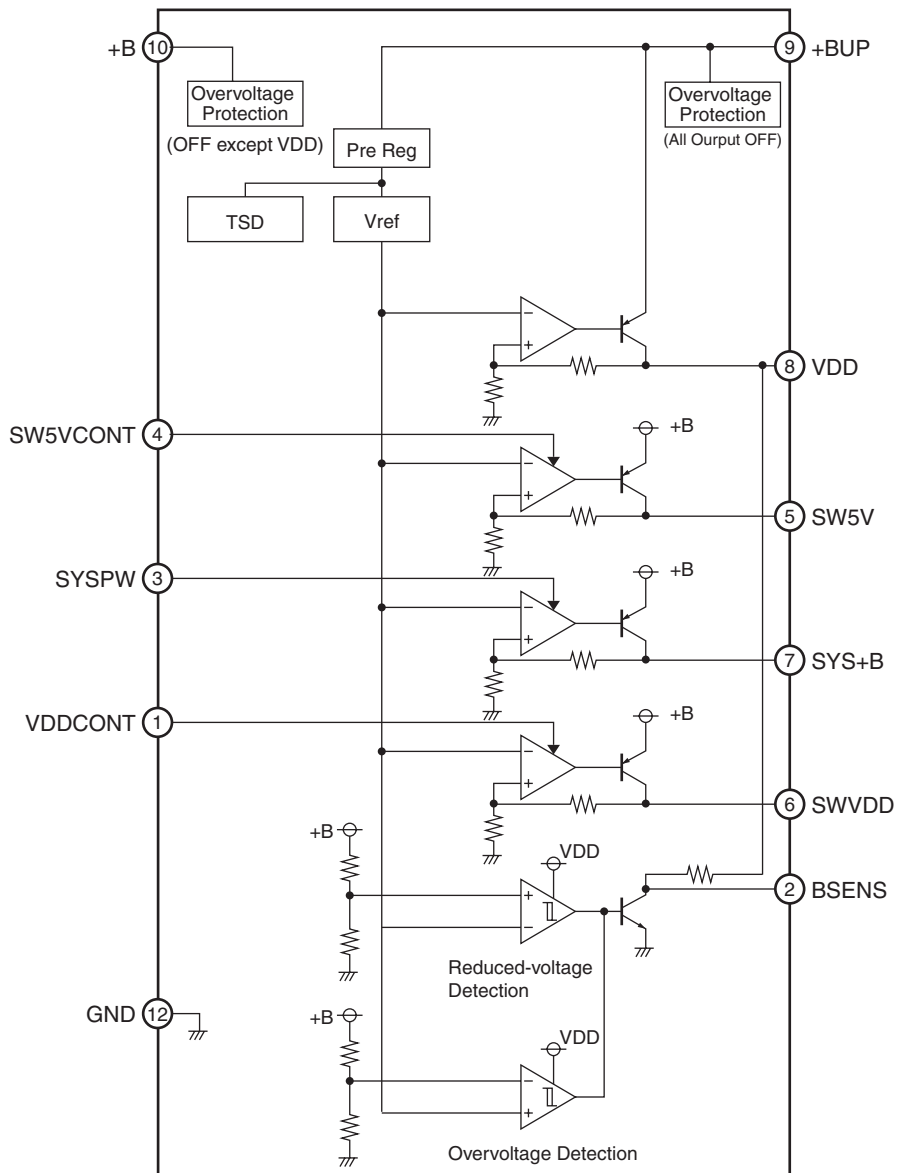 +B 10
9 +BUP
Overvoltage
Protection
(OFF except VDD)
Overvoltage
Protection
(All Ourput OFF)
Pre Reg
TSD
Vref
−
+
8 VDD
SW5VCONT 4
+B
−
+
5 SW5V
SYSPW 3
+B
−
+
7 SYS+B
VDDCONT 1
+B
−
+
6 SWVDD
+B
VDD
+
−
2 BSENS
Reduced-voltage
Detection
GND 12
+B
VDD
−
+
Overvoltage Detection